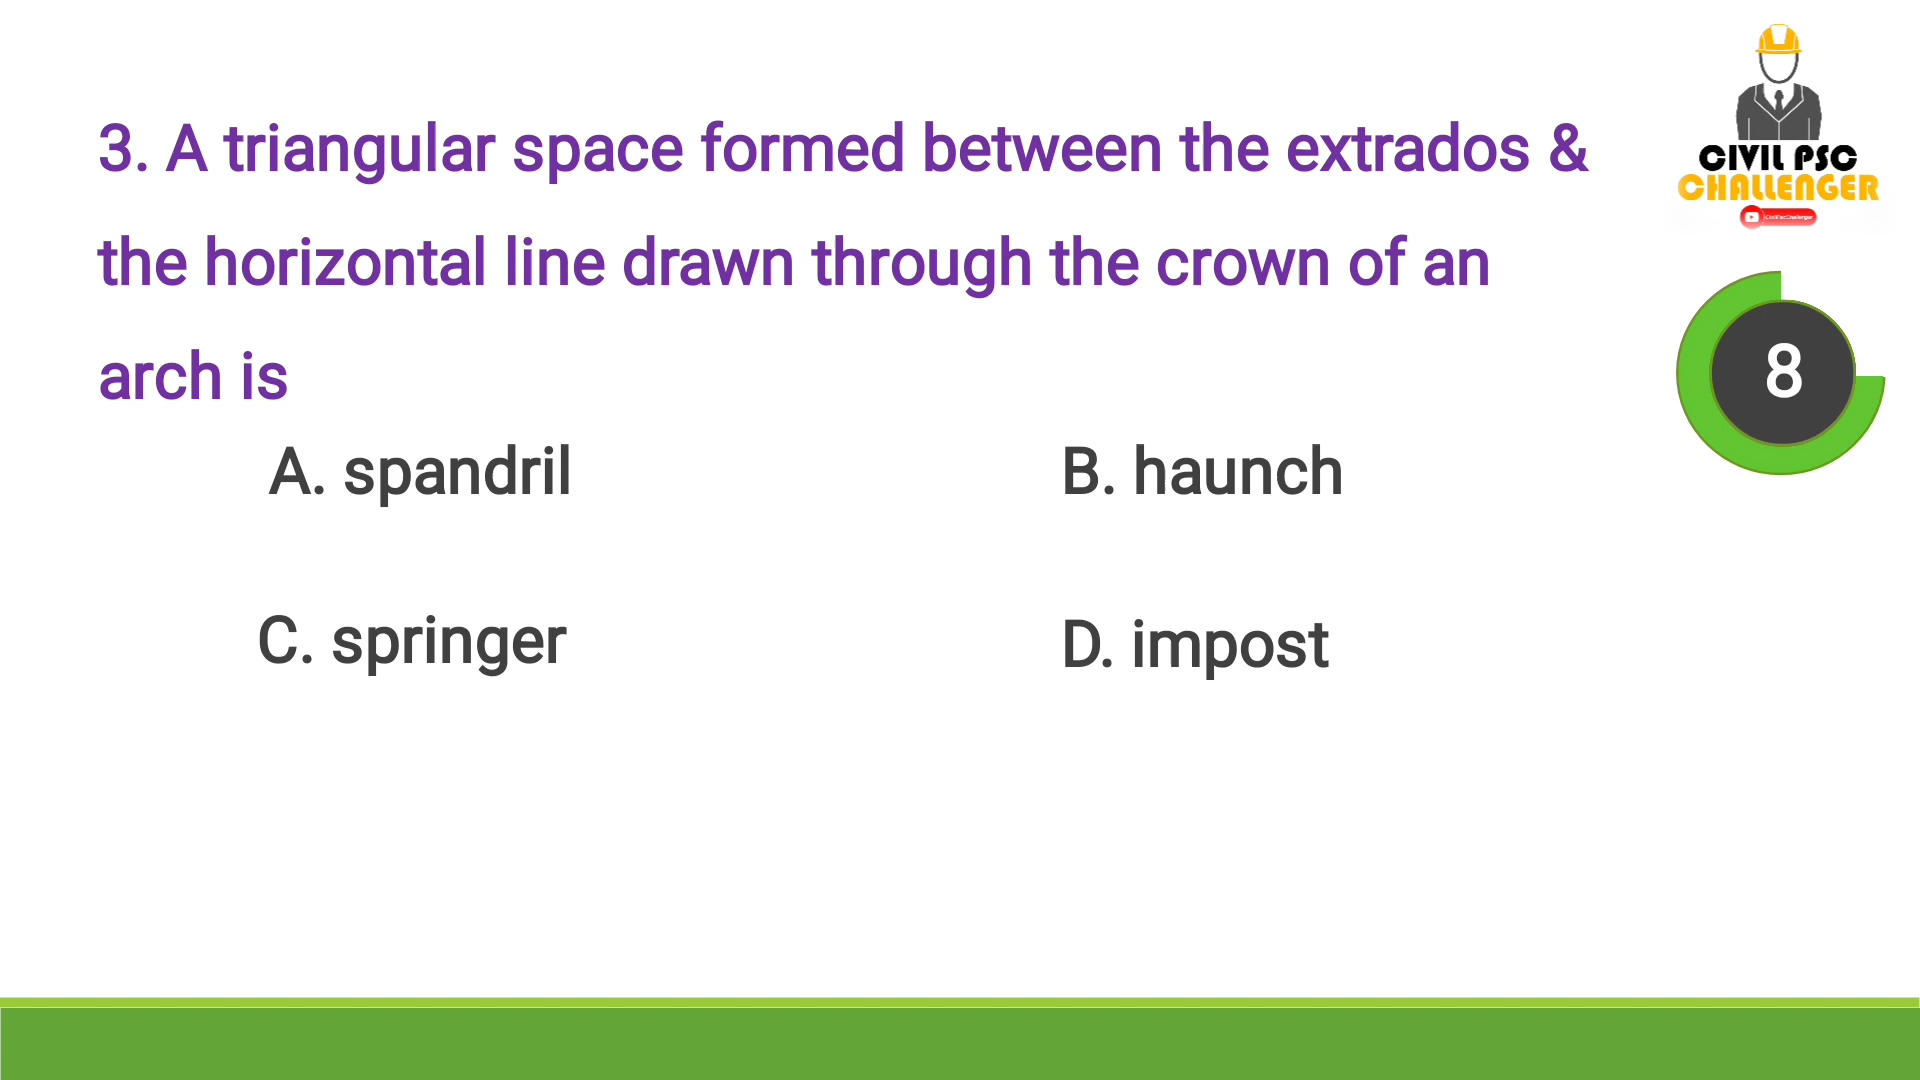 3. A triangular space formed between the extrados &
the horizontal line drawn through the crown of an
arch is
A. spandril
B. haunch
C. springer
D. impost
CIVIL PSC
CHALLENGER
8